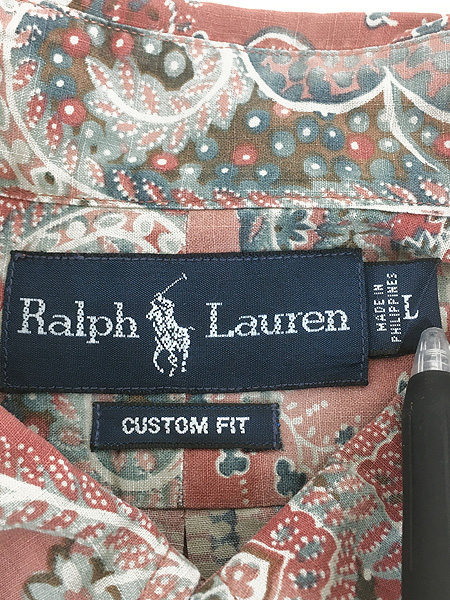 Ralph Lauren
MADE IN
PHILIPPINES
L
CUSTOM FIT